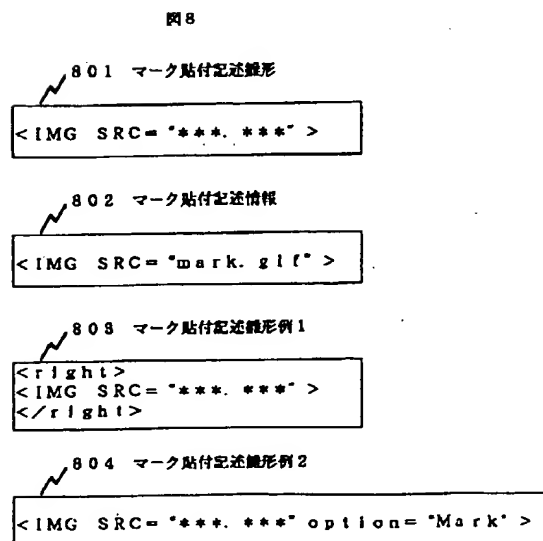 図8
801 マーク貼付記述雛形
<IMG SRC="***.***">
802 マーク貼付記述情報
<IMG SRC="mark.gif">
803 マーク貼付記述雛形例1
<right>
<IMG SRC="***.***">
</right>
804 マーク貼付記述雛形例2
<IMG SRC="***.***" option="Mark">